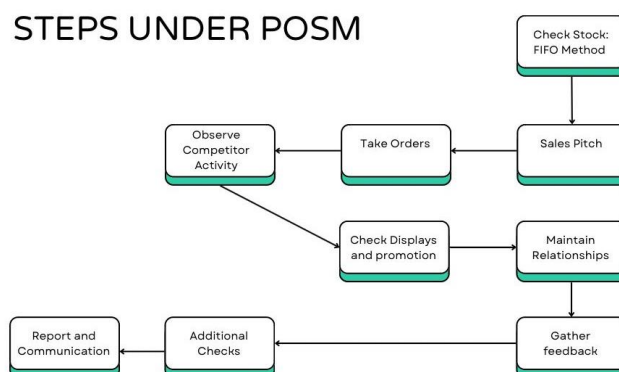 STEPS UNDER POSM
Check Stock:
FIFO Method
Sales Pitch
Take Orders
Observe
Competitor
Activity
Check Displays
and promotion
Maintain
Relationships
Gather
feedback
Additional
Checks
Report and
Communication